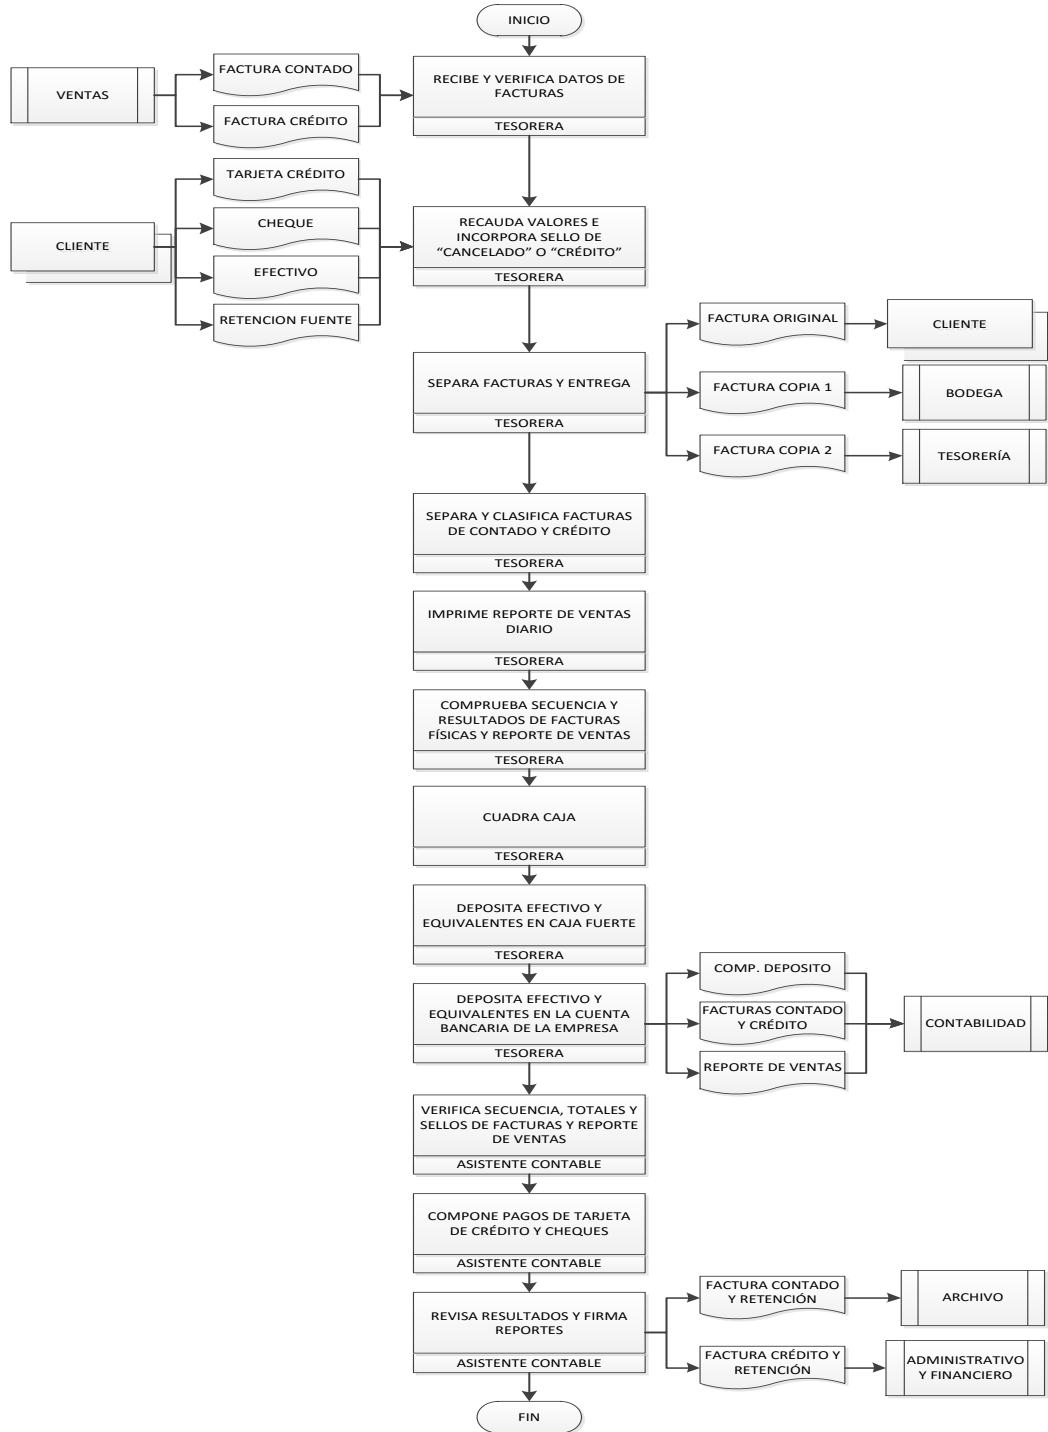 INICIO
VENTAS
FACTURA CONTADO
FACTURA CRÉDITO
RECIBE Y VERIFICA DATOS DE
FACTURAS
TESORERA
CLIENTE
TARJETA CRÉDITO
CHEQUE
EFECTIVO
RETENCION FUENTE
RECAUDA VALORES E
INCORPORA SELLO DE
“CANCELADO” O “CRÉDITO”
TESORERA
SEPARA FACTURAS Y ENTREGA
TESORERA
FACTURA ORIGINAL
CLIENTE
FACTURA COPIA 1
BODEGA
FACTURA COPIA 2
TESORERÍA
SEPARA Y CLASIFICA FACTURAS
DE CONTADO Y CRÉDITO
TESORERA
IMPRIME REPORTE DE VENTAS
DIARIO
TESORERA
COMPRUEBA SECUENCIA Y
RESULTADOS DE FACTURAS
FÍSICAS Y REPORTE DE VENTAS
TESORERA
CUADRA CAJA
TESORERA
DEPOSITA EFECTIVO Y
EQUIVALENTES EN CAJA FUERTE
TESORERA
DEPOSITA EFECTIVO Y
EQUIVALENTES EN LA CUENTA
BANCARIA DE LA EMPRESA
TESORERA
COMP. DEPOSITO
FACTURAS CONTADO
Y CRÉDITO
REPORTE DE VENTAS
CONTABILIDAD
VERIFICA SECUENCIA, TOTALES Y
SELLOS DE FACTURAS Y REPORTE
DE VENTAS
ASISTENTE CONTABLE
COMPONE PAGOS DE TARJETA
DE CRÉDITO Y CHEQUES
ASISTENTE CONTABLE
REVISA RESULTADOS Y FIRMA
REPORTES
ASISTENTE CONTABLE
FACTURA CONTADO
Y RETENCIÓN
ARCHIVO
FACTURA CRÉDITO Y
RETENCIÓN
ADMINISTRATIVO
Y FINANCIERO
FIN